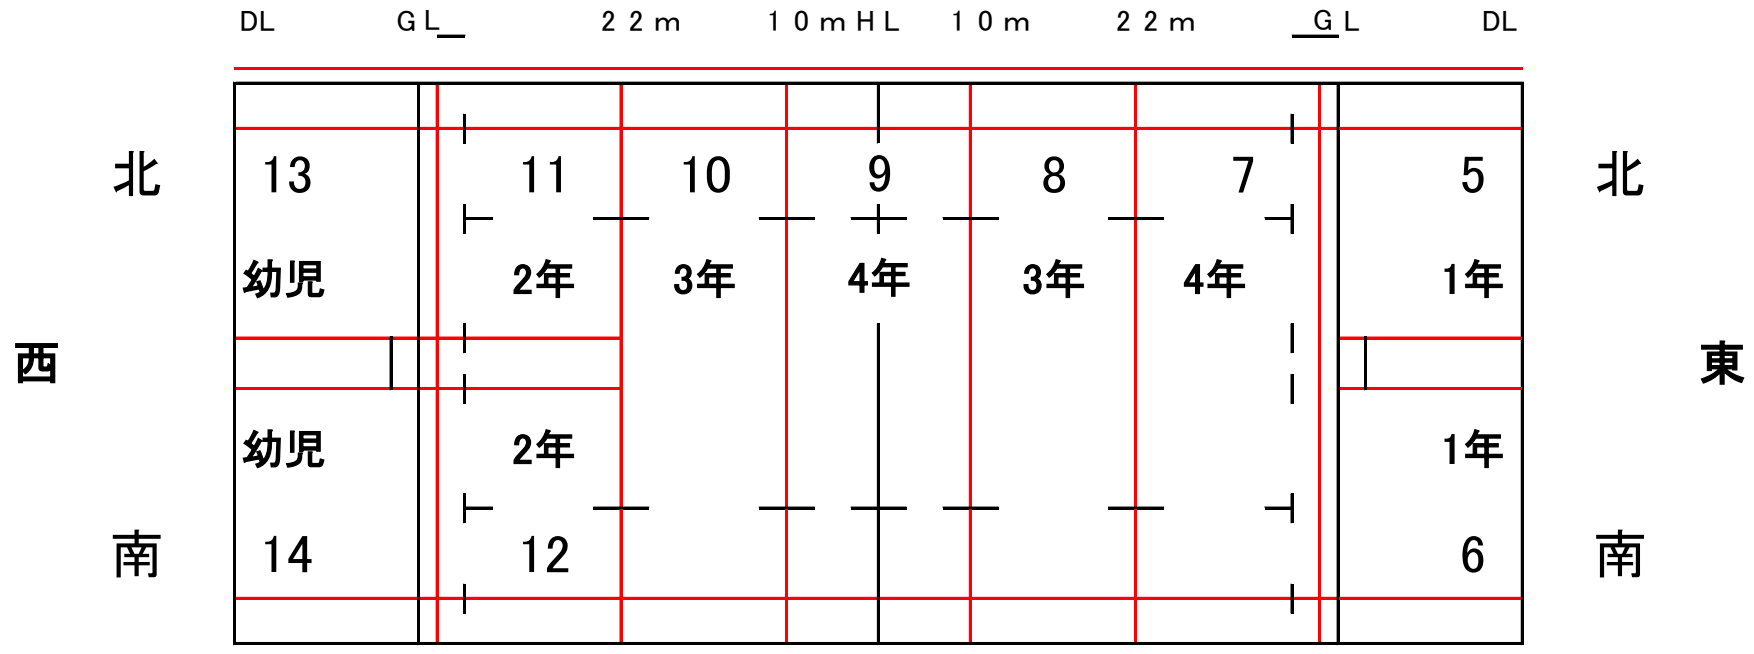 DL GL 22m 10m HL 10m 22m GL DL
北 13 11 10 9 8 7 5 北
幼児 2年 3年 4年 3年 4年 1年
西 東
幼児 2年 1年
南 14 12 6 南